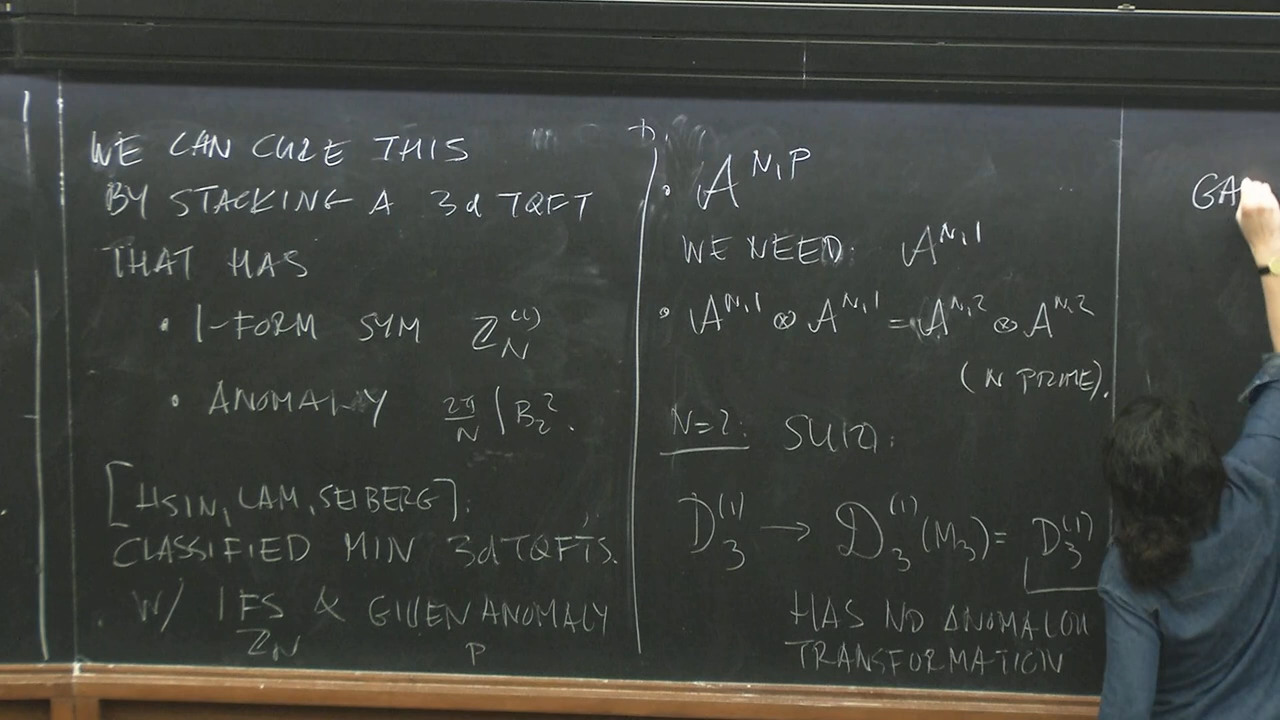 WE CAN CURE THIS
BY STACKING A 3d TQFT
THAT HAS
• 1-FORM SYM ℤ_N^{(1)}
• ANOMALY 2π/N ∫ B_2^2.
[HSIN, LAM, SEIBERG]:
CLASSIFIED MIN 3d TQFTS.
W/ 1FS & GIVEN ANOMALY
ℤ_N P
• 𝒜^{N,P}
WE NEED: 𝒜^{N,1}
• 𝒜^{N,1} ⊗ 𝒜^{N,1} = 𝒜^{N,2} ⊗ 𝒜^{N,2}
(N PRIME).
N=2: SU(2):
D_3^{(1)} → 𝒟_3^{(1)}(M_3) = D_3^{(1)}
HAS NO ANOMALOU
TRANSFORMATION
GA